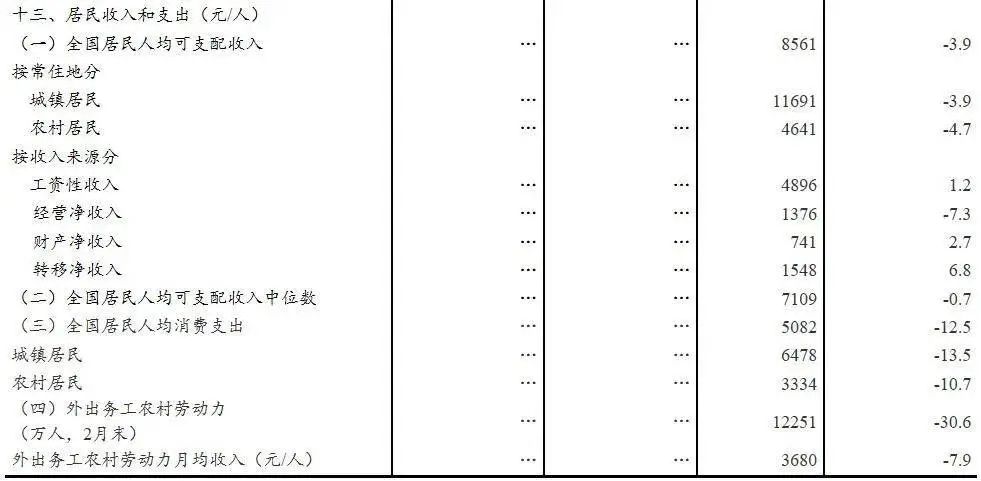 十三、居民收入和支出（元/人）
（一）全国居民人均可支配收入 … … 8561 -3.9
按常住地分
城镇居民 … … 11691 -3.9
农村居民 … … 4641 -4.7
按收入来源分
工资性收入 … … 4896 1.2
经营净收入 … … 1376 -7.3
财产净收入 … … 741 2.7
转移净收入 … … 1548 6.8
（二）全国居民人均可支配收入中位数 … … 7109 -0.7
（三）全国居民人均消费支出 … … 5082 -12.5
城镇居民 … … 6478 -13.5
农村居民 … … 3334 -10.7
（四）外出务工农村劳动力
（万人，2月末） … … 12251 -30.6
外出务工农村劳动力月均收入（元/人） … … 3680 -7.9